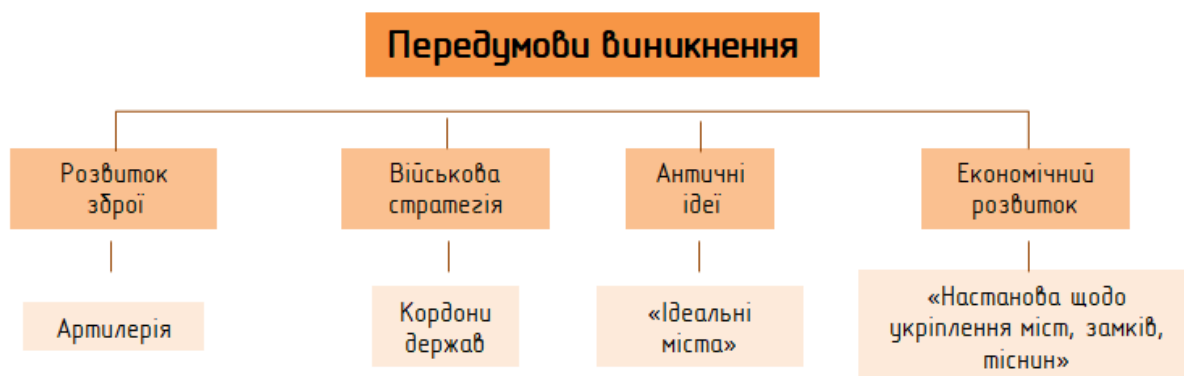 Передумови виникнення
Розвиток
зброї
Військова
стратегія
Античні
ідеї
Економічний
розвиток
Артилерія
Кордони
держав
«Ідеальні
міста»
«Настанова щодо
укріплення міст, замків,
тіснин»